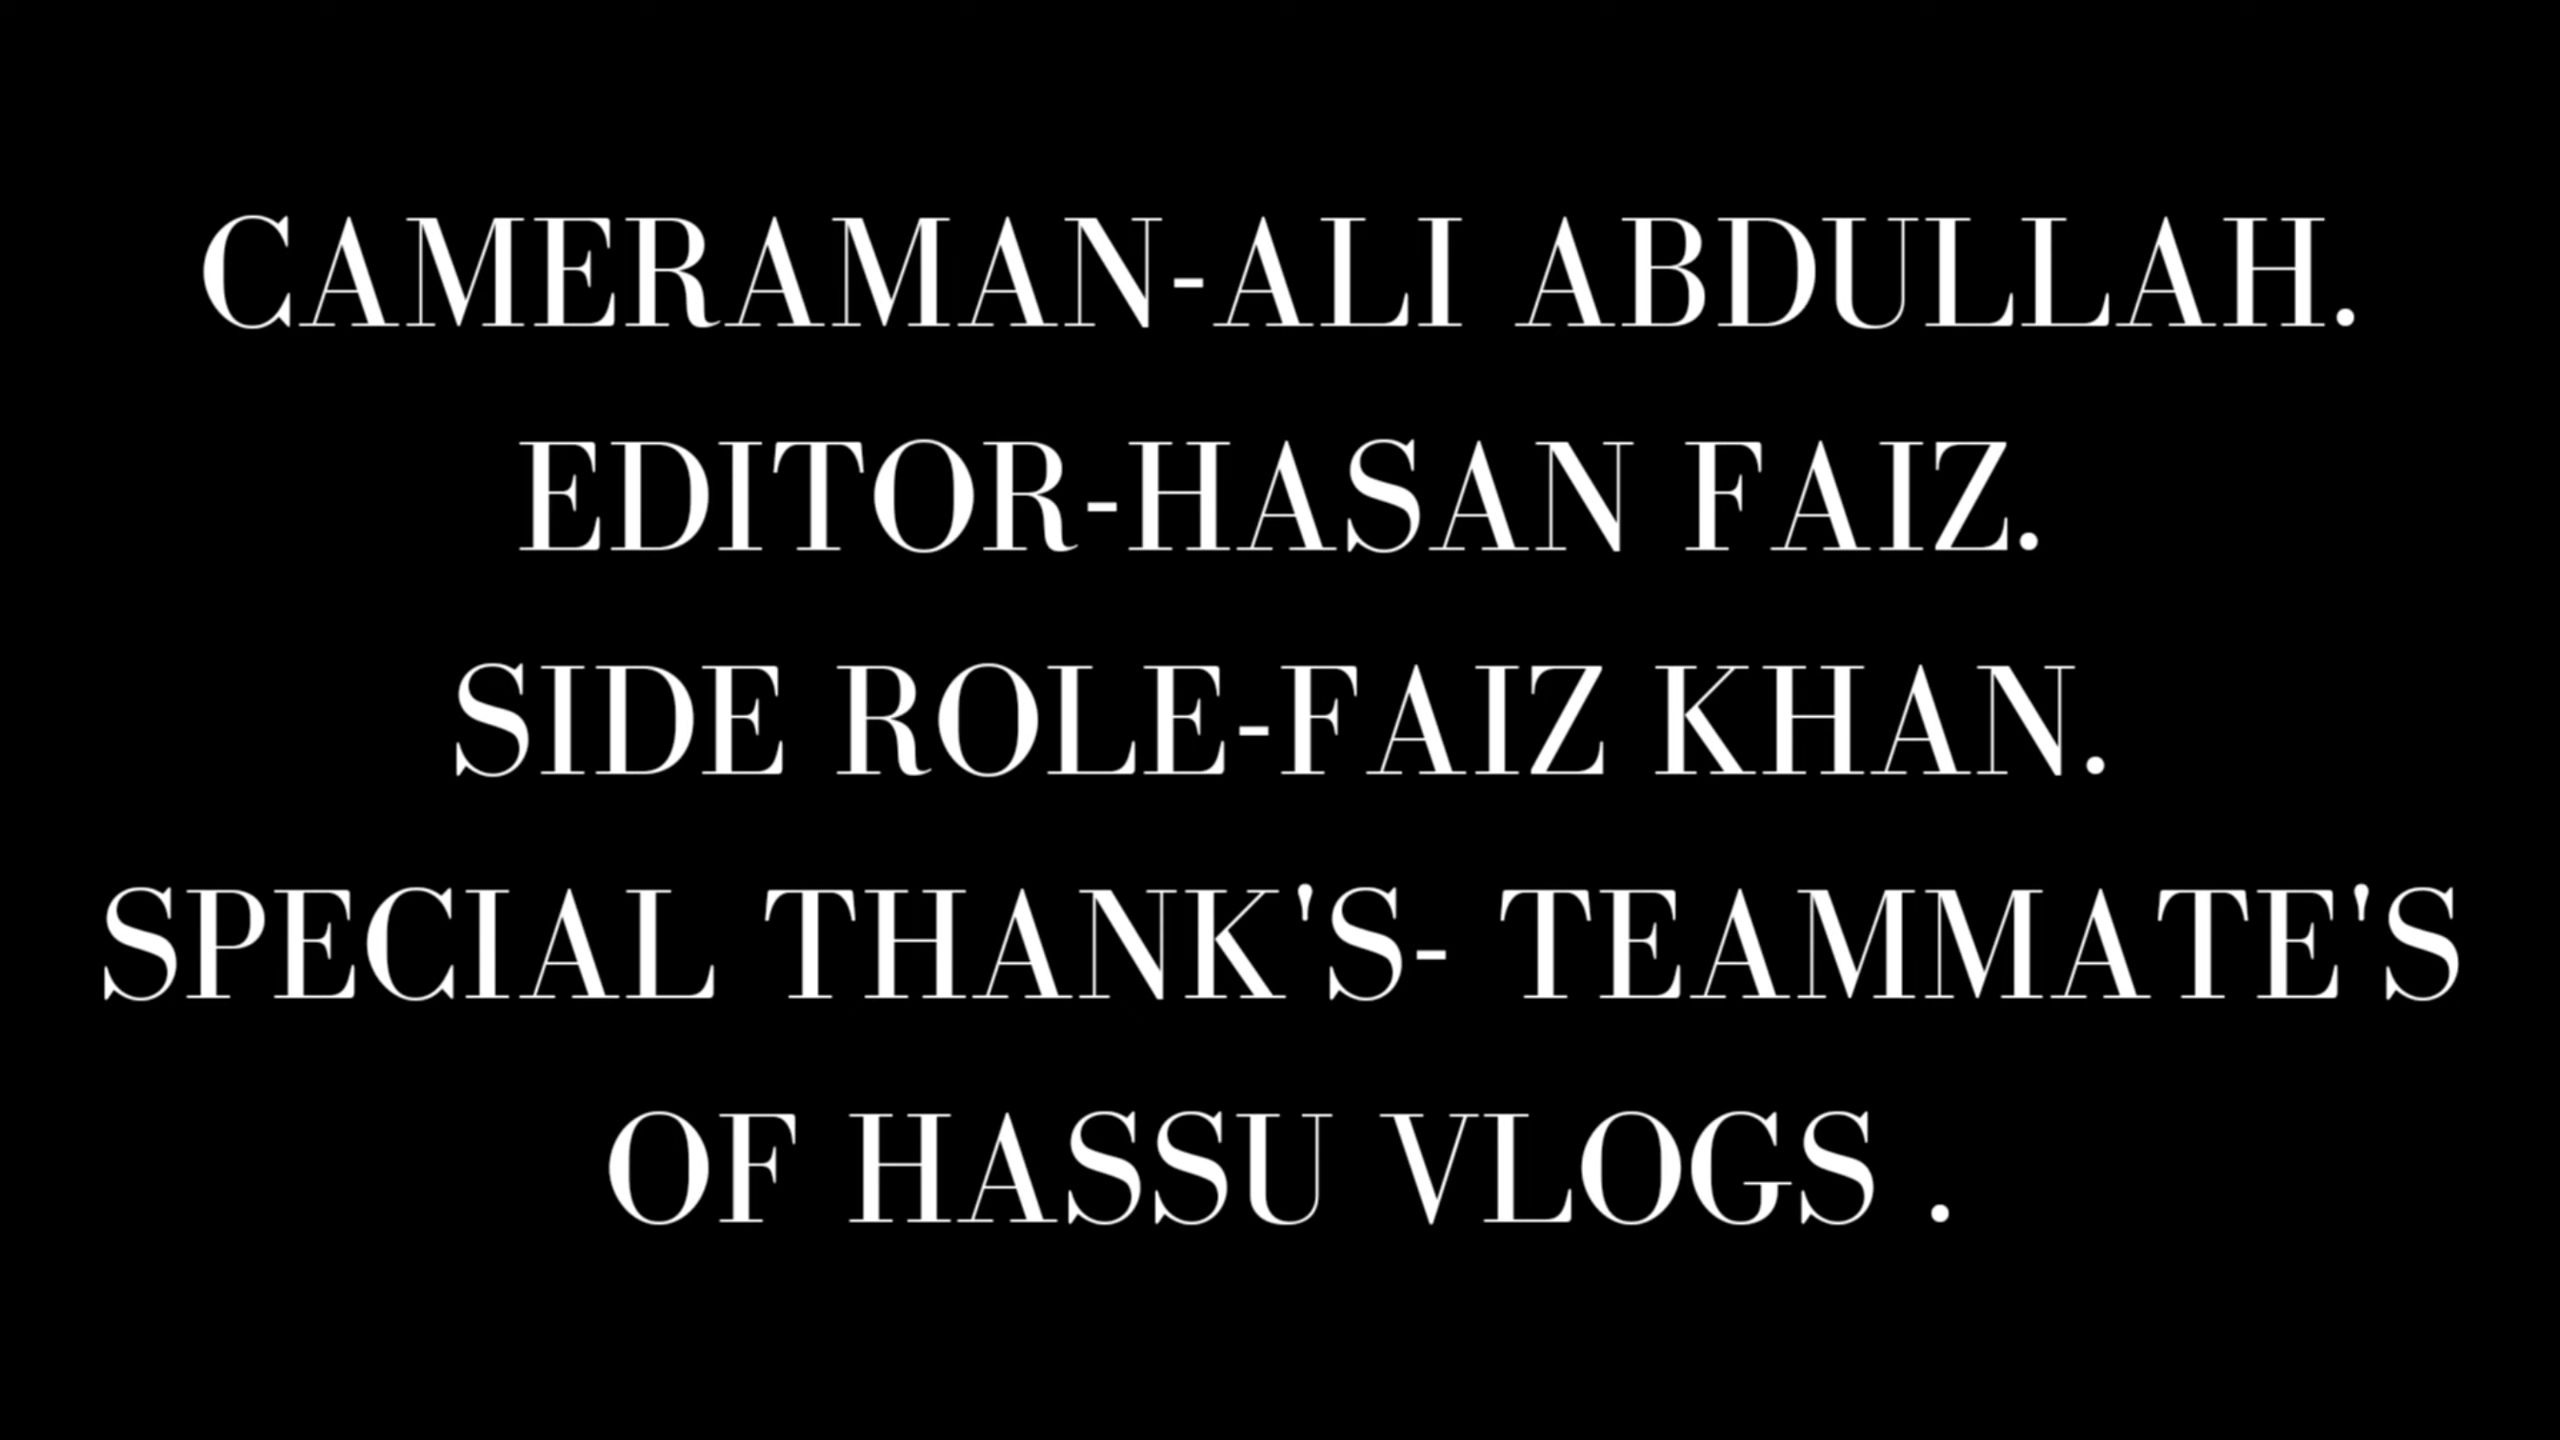 CAMERAMAN-ALI ABDULLAH.
EDITOR-HASAN FAIZ.
SIDE ROLE-FAIZ KHAN.
SPECIAL THANK'S- TEAMMATE'S
OF HASSU VLOGS .